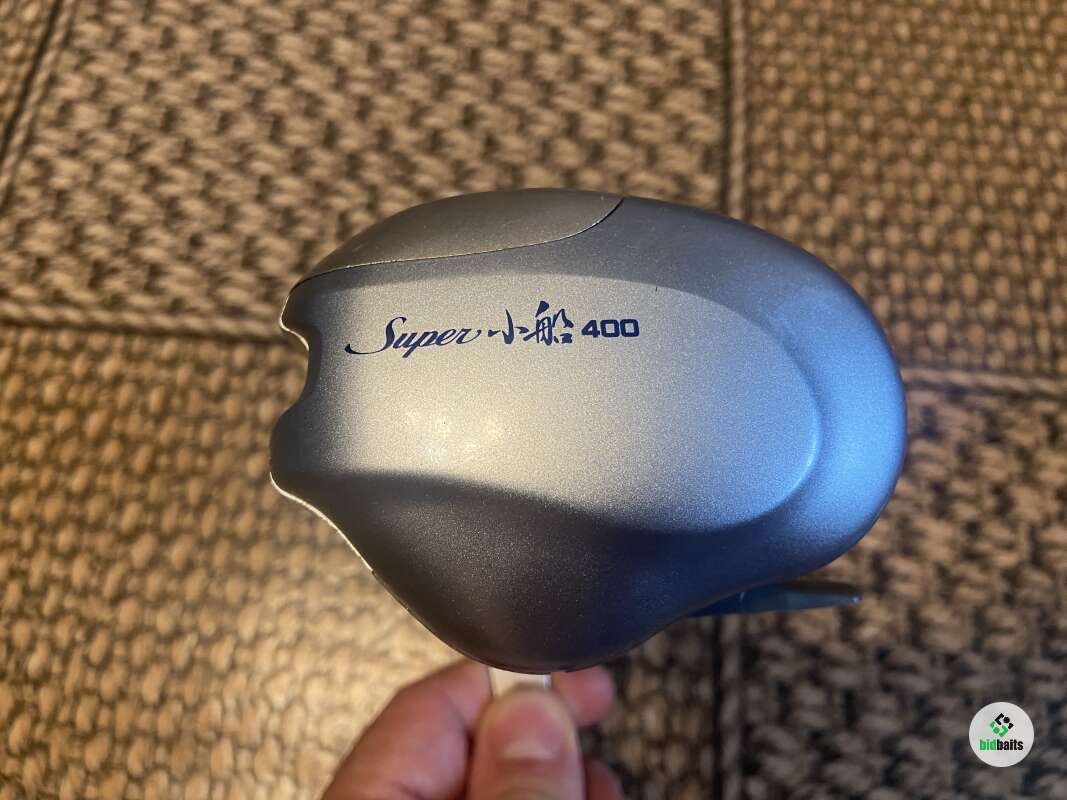 Super 小船 400
bidbaits